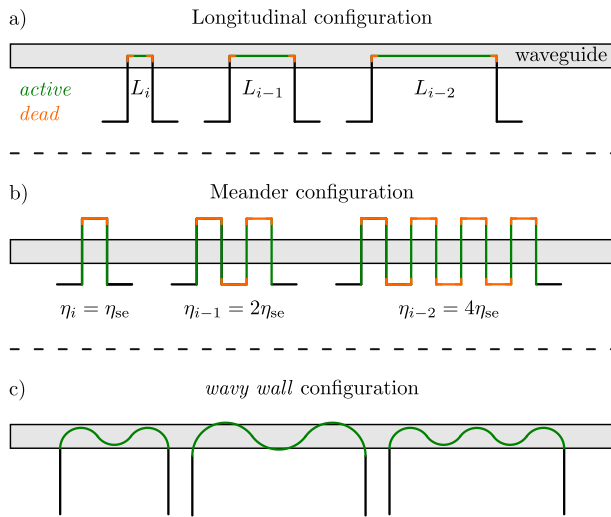 a) Longitudinal configuration
waveguide
active
dead
L_i L_{i−1} L_{i−2}
b) Meander configuration
η_i = η_se η_{i−1} = 2η_se η_{i−2} = 4η_se
c) wavy wall configuration